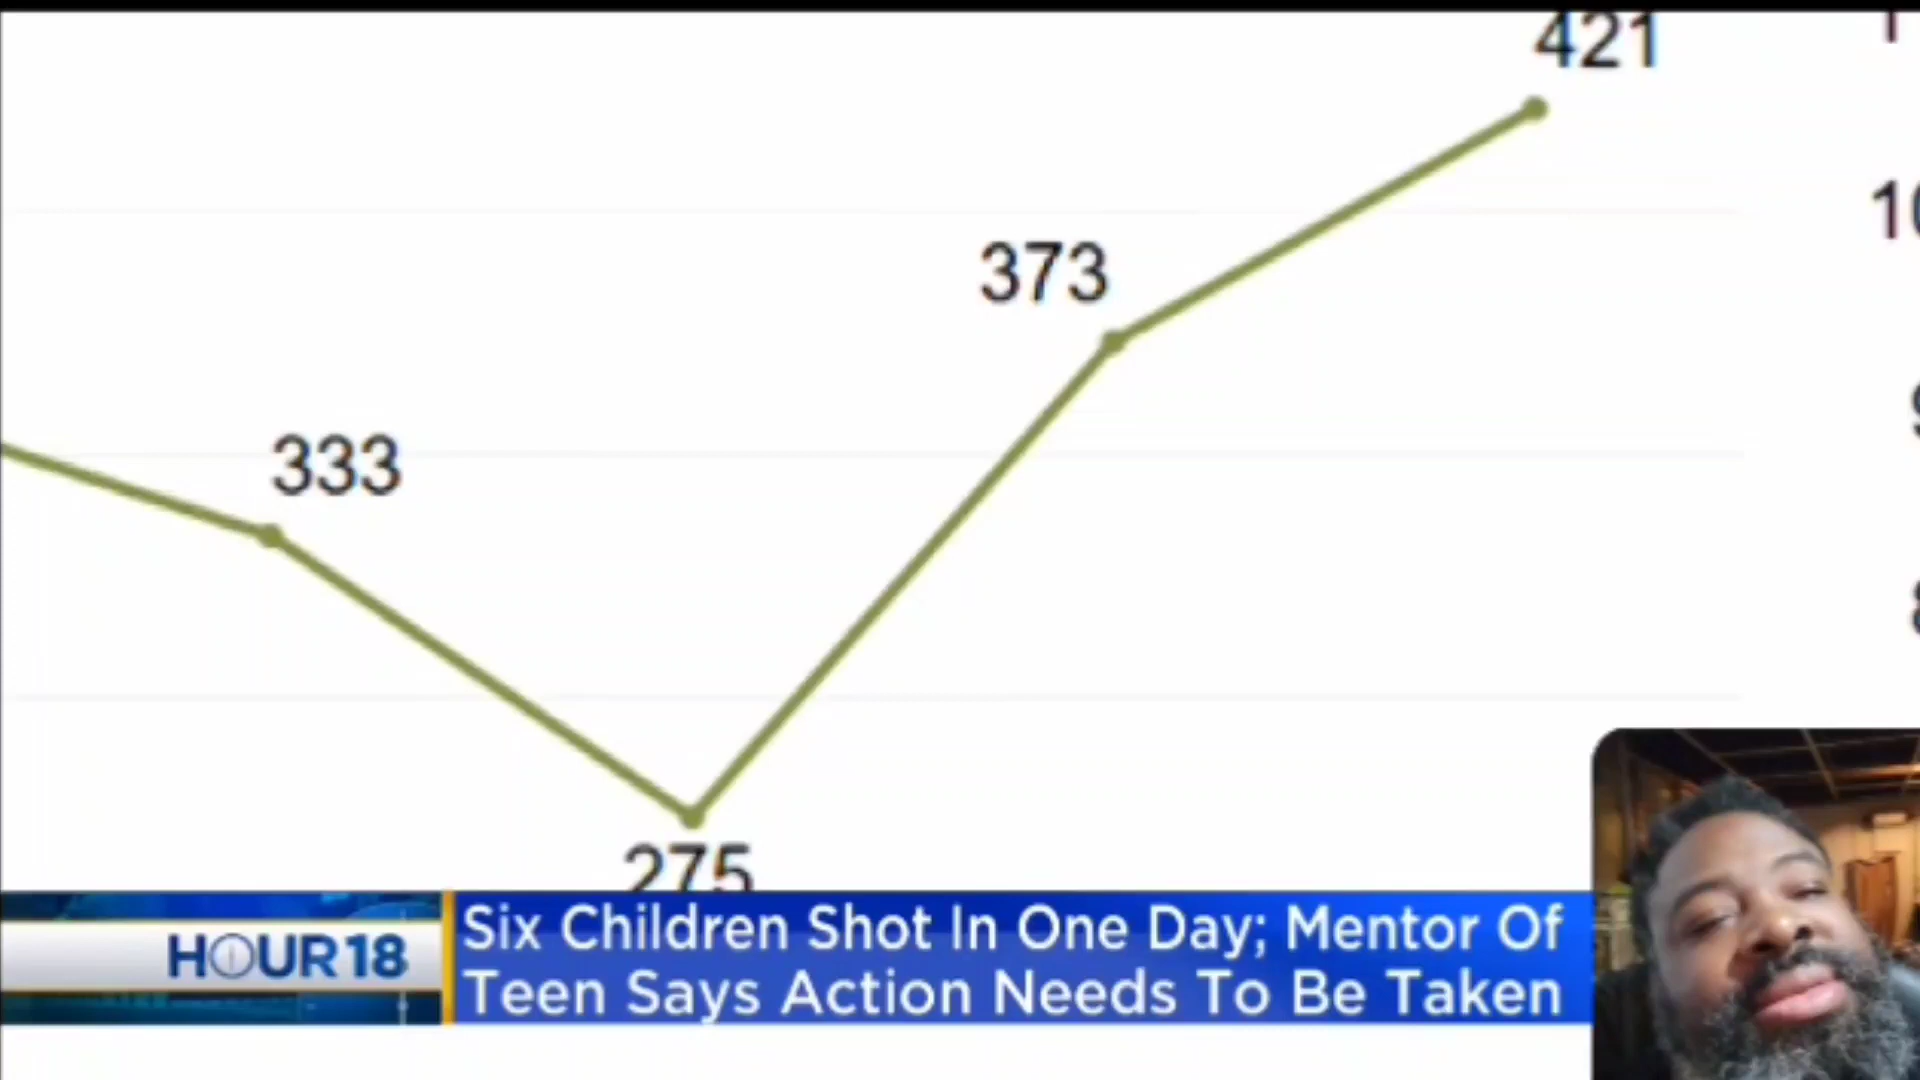 421
10
373
333
275
HOUR 18
Six Children Shot In One Day; Mentor Of
Teen Says Action Needs To Be Taken